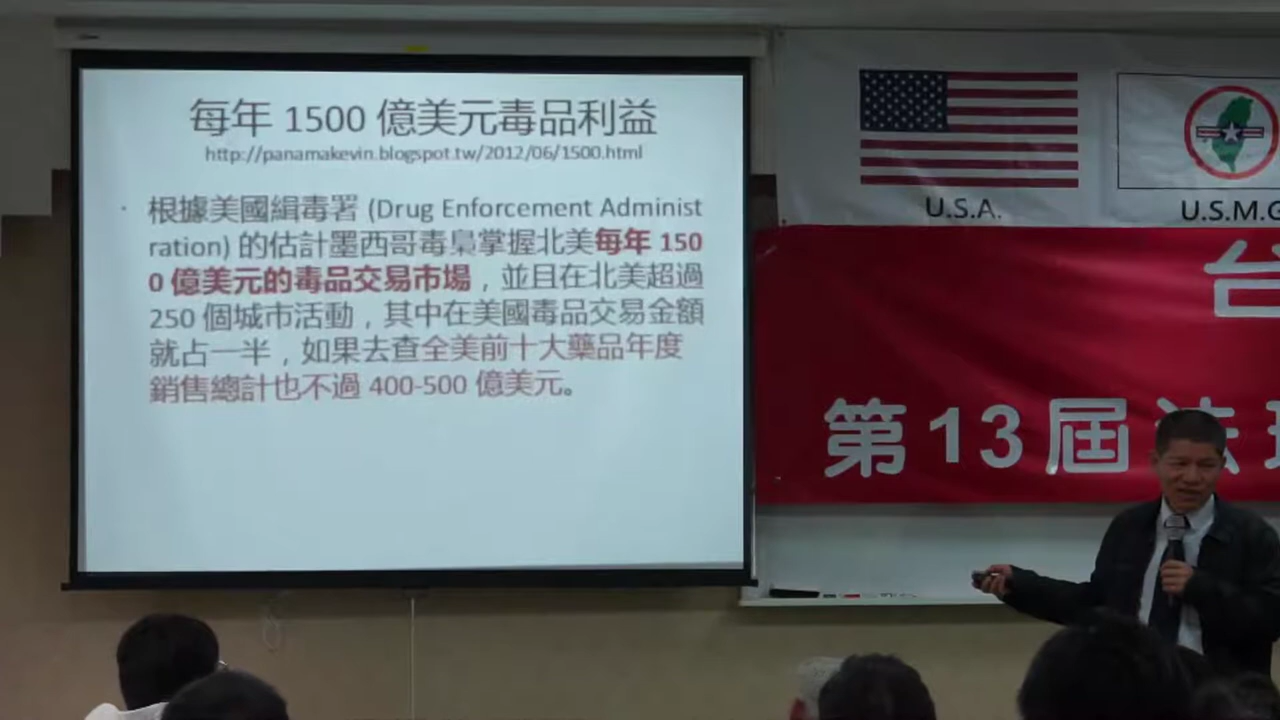 每年 1500 億美元毒品利益
http://panamakevin.blogspot.tw/2012/06/1500.html
· 根據美國緝毒署 (Drug Enforcement Administ
ration) 的估計墨西哥毒梟掌握北美每年 150
0 億美元的毒品交易市場，並且在北美超過
250 個城市活動，其中在美國毒品交易金額
就占一半，如果去查全美前十大藥品年度
銷售總計也不過 400-500 億美元。
U.S.A.
U.S.M.G
台
第13屆法